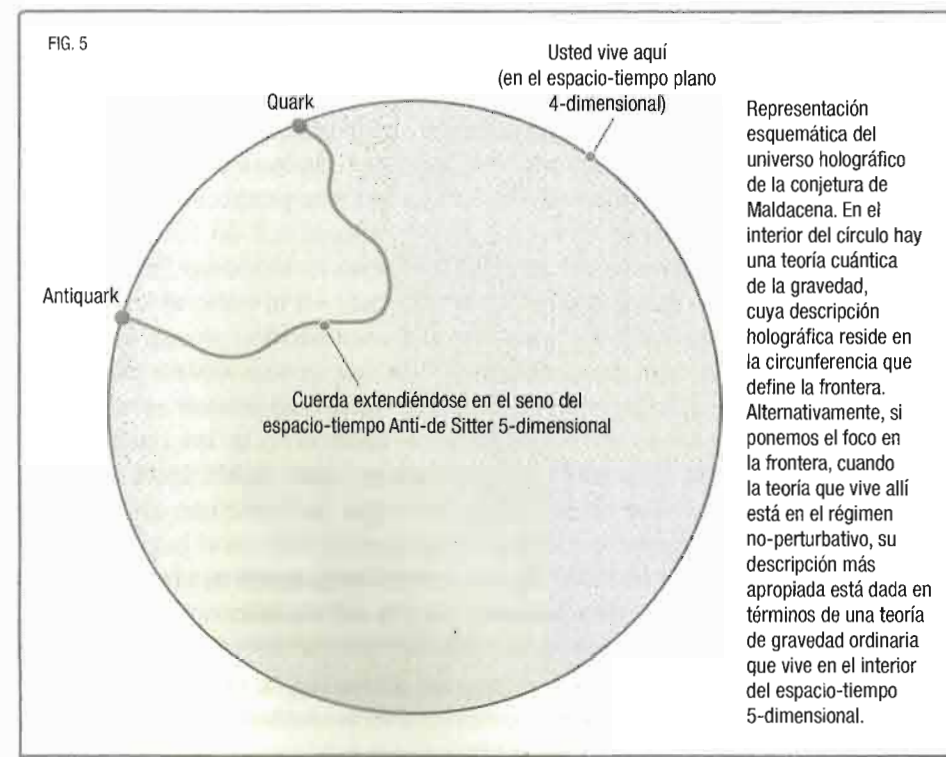 FIG. 5
Usted vive aquí
(en el espacio-tiempo plano
4-dimensional)
Quark
Antiquark
Cuerda extendiéndose en el seno del
espacio-tiempo Anti-de Sitter 5-dimensional
Representación
esquemática del
universo holográfico
de la conjetura de
Maldacena. En el
interior del círculo hay
una teoría cuántica
de la gravedad,
cuya descripción
holográfica reside en
la circunferencia que
define la frontera.
Alternativamente, si
ponemos el foco en
la frontera, cuando
la teoría que vive allí
está en el régimen
no-perturbativo, su
descripción más
apropiada está dada en
términos de una teoría
de gravedad ordinaria
que vive en el interior
del espacio-tiempo
5-dimensional.